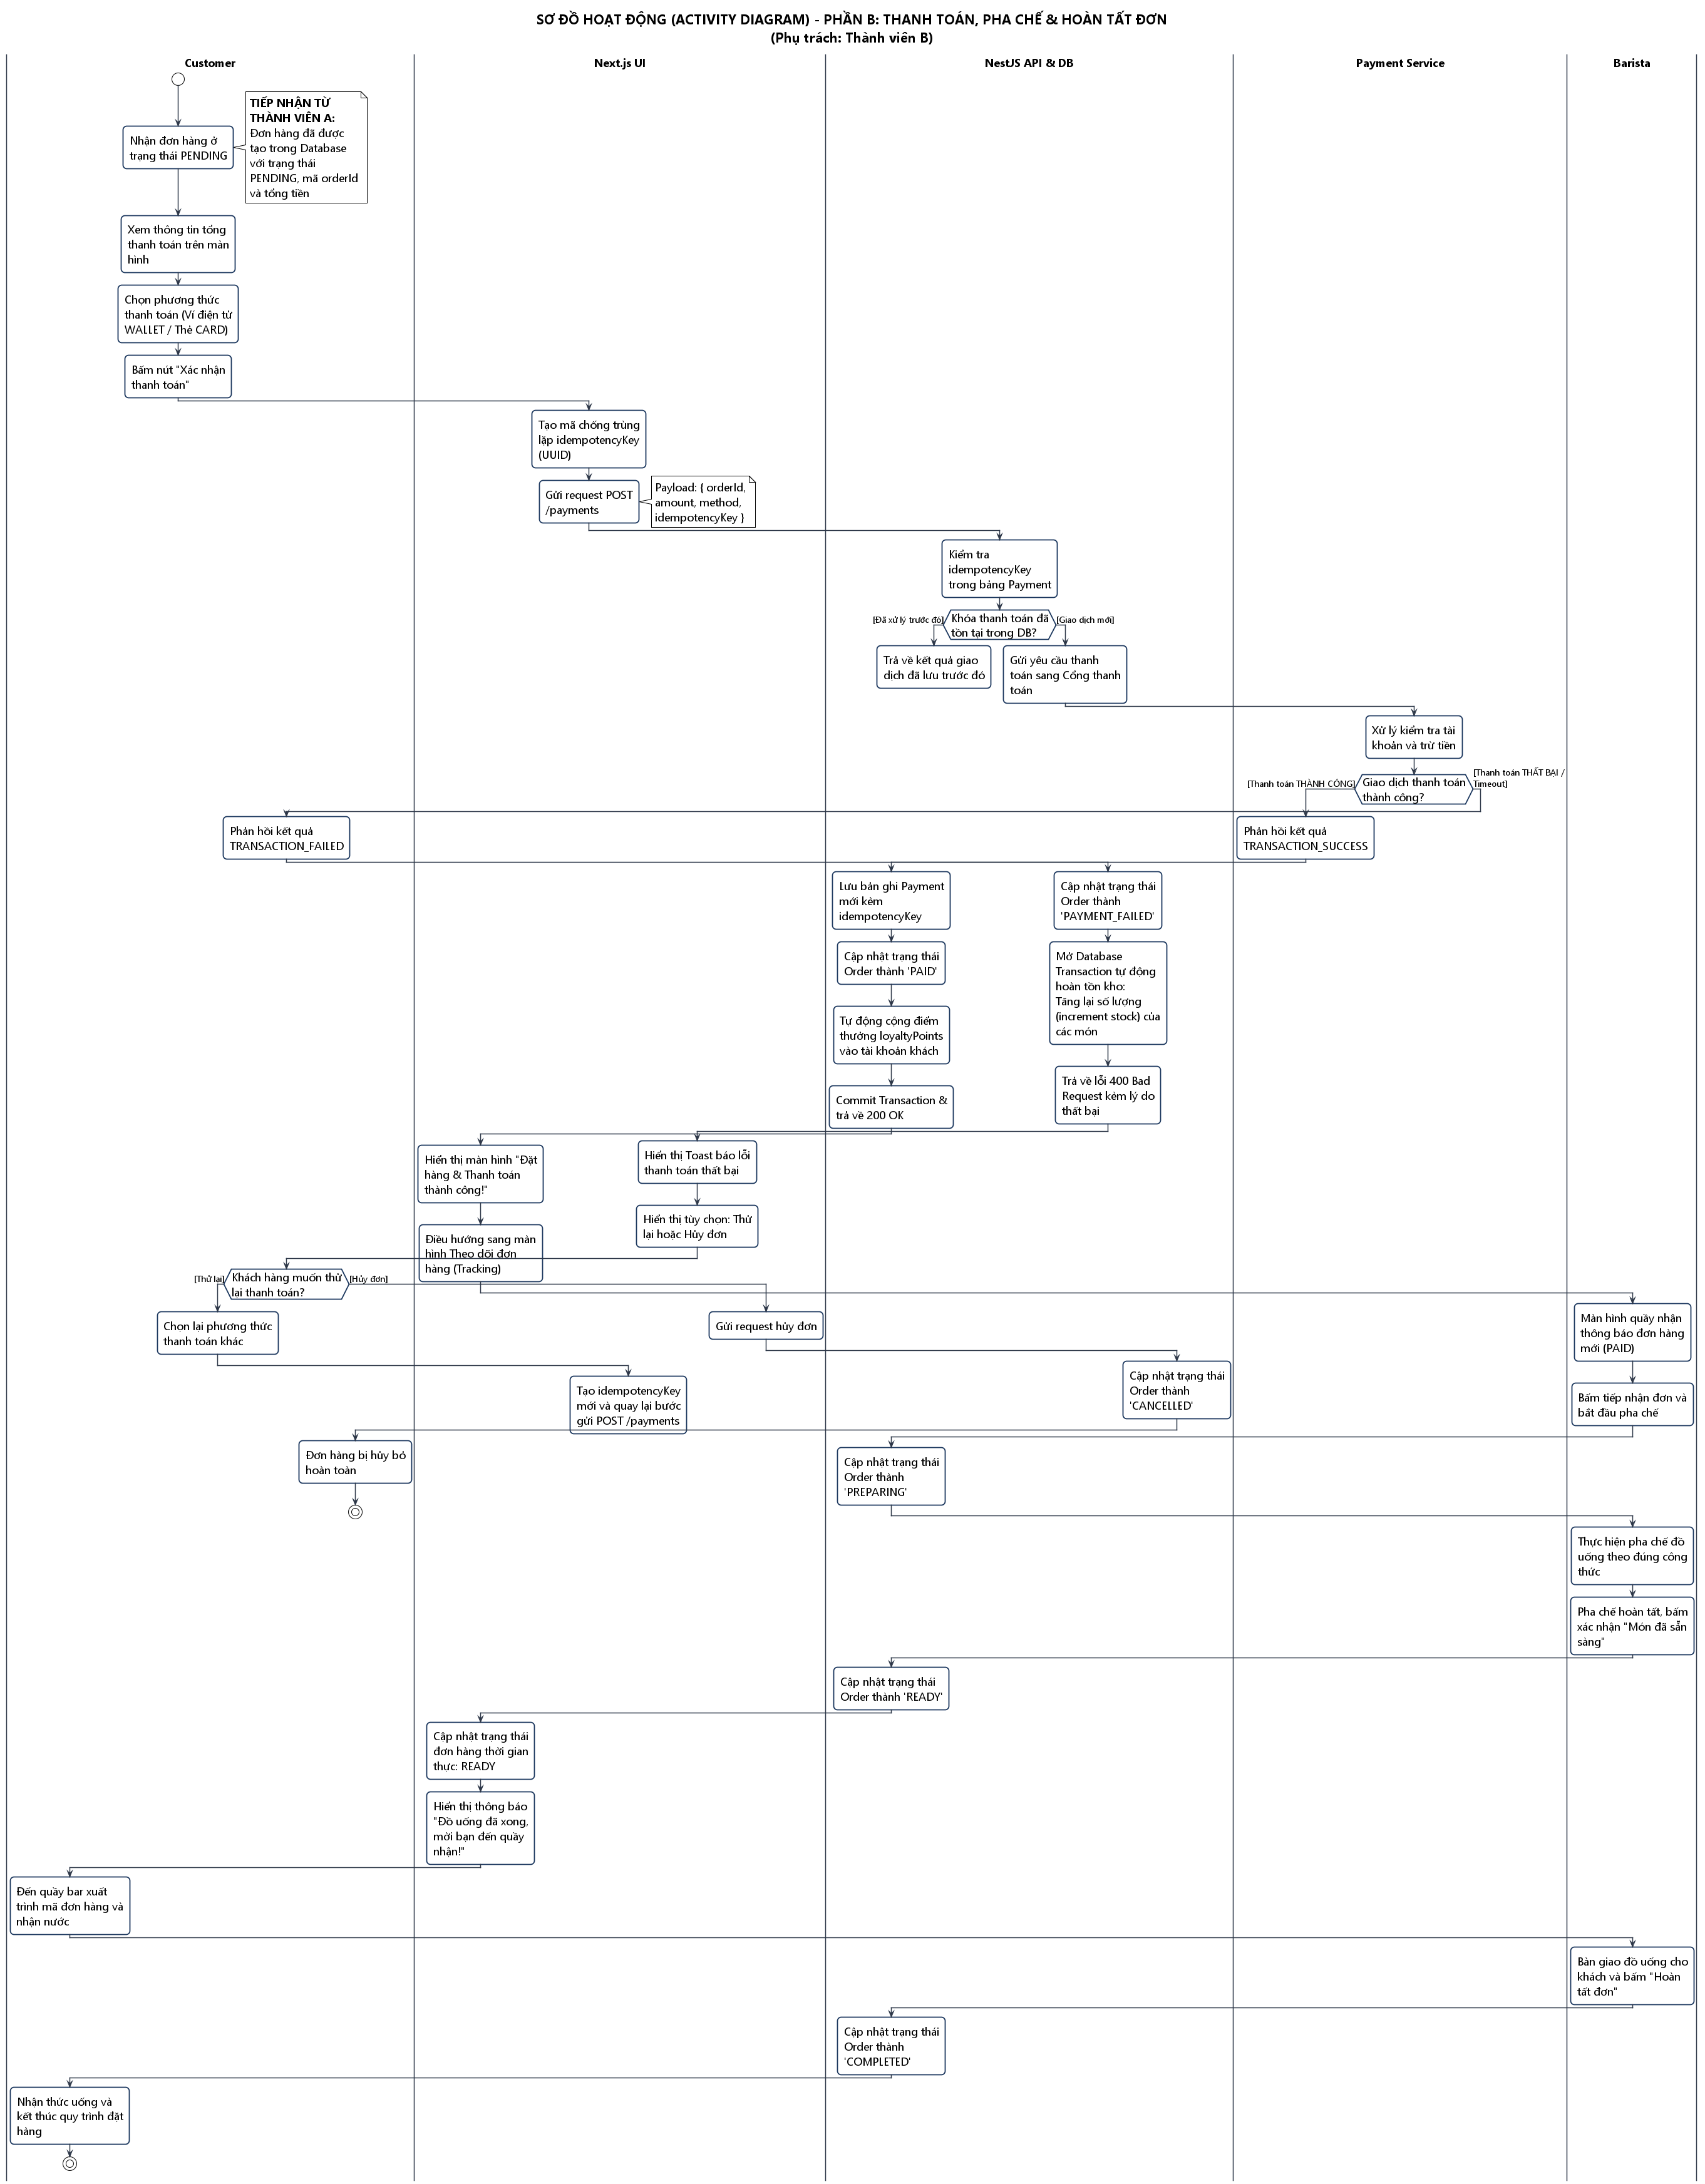 SƠ ĐỒ HOẠT ĐỘNG (ACTIVITY DIAGRAM) - PHẦN B: THANH TOÁN, PHA CHẾ & HOÀN TẤT ĐƠN
(Phụ trách: Thành viên B)
Customer
Next.js UI
NestJS API & DB
Payment Service
Barista
TIẾP NHẬN TỪ
THÀNH VIÊN A:
Đơn hàng đã được
tạo trong Database
với trạng thái
PENDING, mã orderId
và tổng tiền
Nhận đơn hàng ở
trạng thái PENDING
Xem thông tin tổng
thanh toán trên màn
hình
Chọn phương thức
thanh toán (Ví điện tử
WALLET / Thẻ CARD)
Bấm nút "Xác nhận
thanh toán"
Tạo mã chống trùng
lặp idempotencyKey
(UUID)
Gửi request POST
/payments
Payload: { orderId,
amount, method,
idempotencyKey }
Kiểm tra
idempotencyKey
trong bảng Payment
[Đã xử lý trước đó]
Khóa thanh toán đã
tồn tại trong DB?
[Giao dịch mới]
Trả về kết quả giao
dịch đã lưu trước đó
Gửi yêu cầu thanh
toán sang Cổng thanh
toán
Xử lý kiểm tra tài
khoản và trừ tiền
[Thanh toán THÀNH CÔNG]
Giao dịch thanh toán
thành công?
[Thanh toán THẤT BẠI /
Timeout]
Phản hồi kết quả
TRANSACTION_FAILED
Phản hồi kết quả
TRANSACTION_SUCCESS
Lưu bản ghi Payment
mới kèm
idempotencyKey
Cập nhật trạng thái
Order thành
'PAYMENT_FAILED'
Cập nhật trạng thái
Order thành 'PAID'
Mở Database
Transaction tự động
hoàn tồn kho:
Tăng lại số lượng
(increment stock) của
các món
Tự động cộng điểm
thưởng loyaltyPoints
vào tài khoản khách
Commit Transaction &
trả về 200 OK
Trả về lỗi 400 Bad
Request kèm lý do
thất bại
Hiển thị màn hình "Đặt
hàng & Thanh toán
thành công!"
Hiển thị Toast báo lỗi
thanh toán thất bại
Điều hướng sang màn
hình Theo dõi đơn
hàng (Tracking)
Hiển thị tùy chọn: Thử
lại hoặc Hủy đơn
[Thử lại]
Khách hàng muốn thử
lại thanh toán?
[Hủy đơn]
Chọn lại phương thức
thanh toán khác
Gửi request hủy đơn
Màn hình quầy nhận
thông báo đơn hàng
mới (PAID)
Tạo idempotencyKey
mới và quay lại bước
gửi POST /payments
Cập nhật trạng thái
Order thành
'CANCELLED'
Bấm tiếp nhận đơn và
bắt đầu pha chế
Đơn hàng bị hủy bỏ
hoàn toàn
Cập nhật trạng thái
Order thành
'PREPARING'
Thực hiện pha chế đồ
uống theo đúng công
thức
Pha chế hoàn tất, bấm
xác nhận "Món đã sẵn
sàng"
Cập nhật trạng thái
Order thành 'READY'
Cập nhật trạng thái
đơn hàng thời gian
thực: READY
Hiển thị thông báo
"Đồ uống đã xong,
mời bạn đến quầy
nhận!"
Đến quầy bar xuất
trình mã đơn hàng và
nhận nước
Bàn giao đồ uống cho
khách và bấm "Hoàn
tất đơn"
Cập nhật trạng thái
Order thành
'COMPLETED'
Nhận thức uống và
kết thúc quy trình đặt
hàng